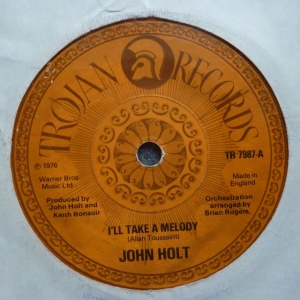 TROJAN RECORDS
TR 7987-A
℗ 1976
Warner Bros
Music Ltd
Made in
England
Produced by
John Holt and
Keith Bonsoir
Orchestration
arranged by
Brian Rogers.
I'LL TAKE A MELODY
(Allan Toussaint)
JOHN HOLT